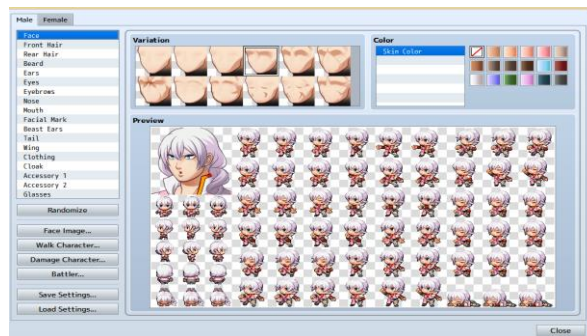 Male Female
Face
Front Hair
Rear Hair
Beard
Ears
Eyes
Eyebrows
Nose
Mouth
Facial Mark
Beast Ears
Tail
Wing
Clothing
Cloak
Accessory 1
Accessory 2
Glasses
Randomize
Face Image...
Walk Character...
Damage Character...
Battler...
Save Settings...
Load Settings...
Variation
Color
Skin Color
Preview
Close